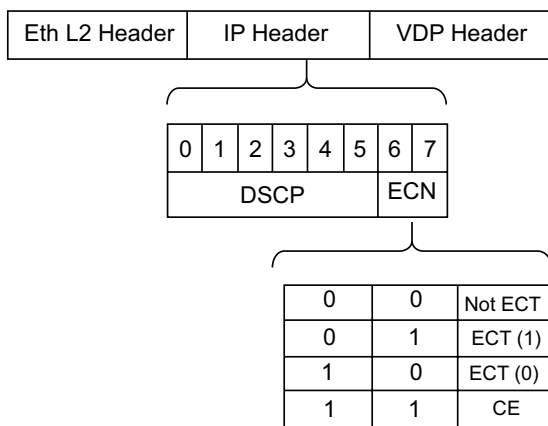 Eth L2 Header IP Header VDP Header
0 1 2 3 4 5 6 7
DSCP ECN
0 0 Not ECT
0 1 ECT (1)
1 0 ECT (0)
1 1 CE